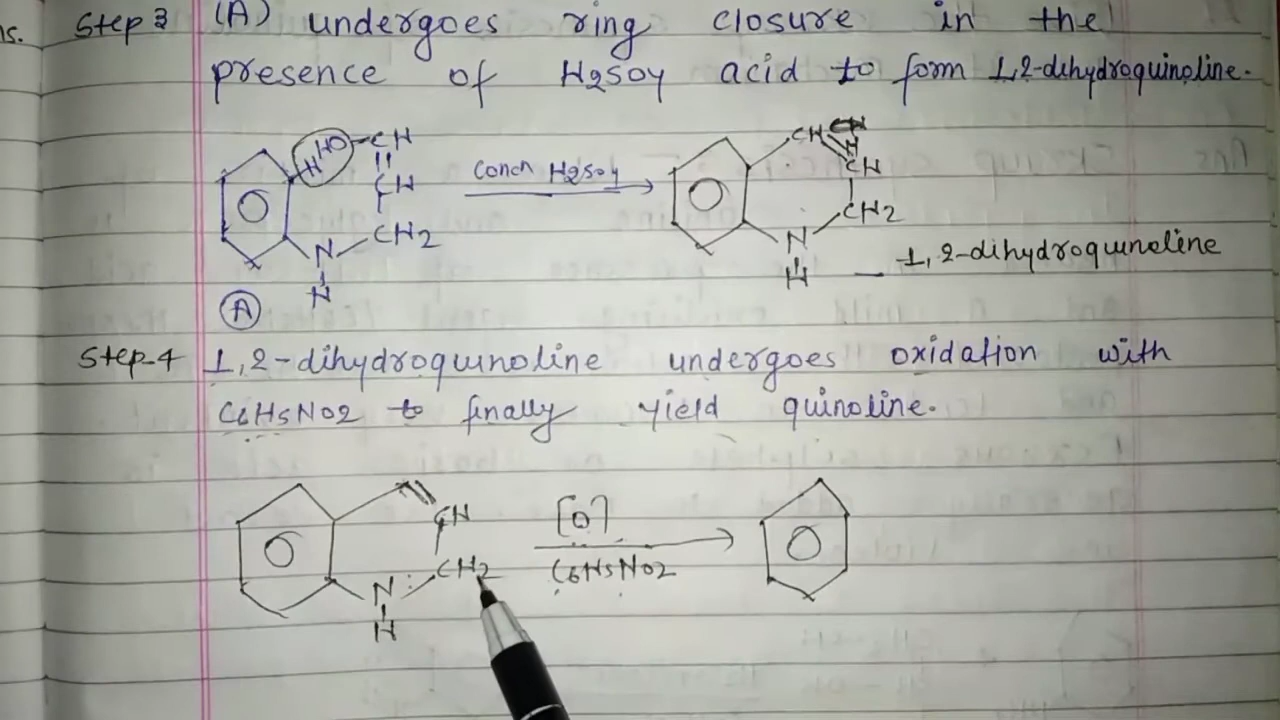 ns. Step 3 (A) undergoes ring closure in the
presence of H2SO4 acid to form 1,2-dihydroquinoline.
H HO-CH
CH
CH2
N
H
A
Concn H2SO4
CH
CH
CH2
N
H
1,2-dihydroquinoline
Step-4 1,2-dihydroquinoline undergoes oxidation with
C6H5NO2 to finally yield quinoline.
CH
CH2
N
H
[O]
C6H5NO2